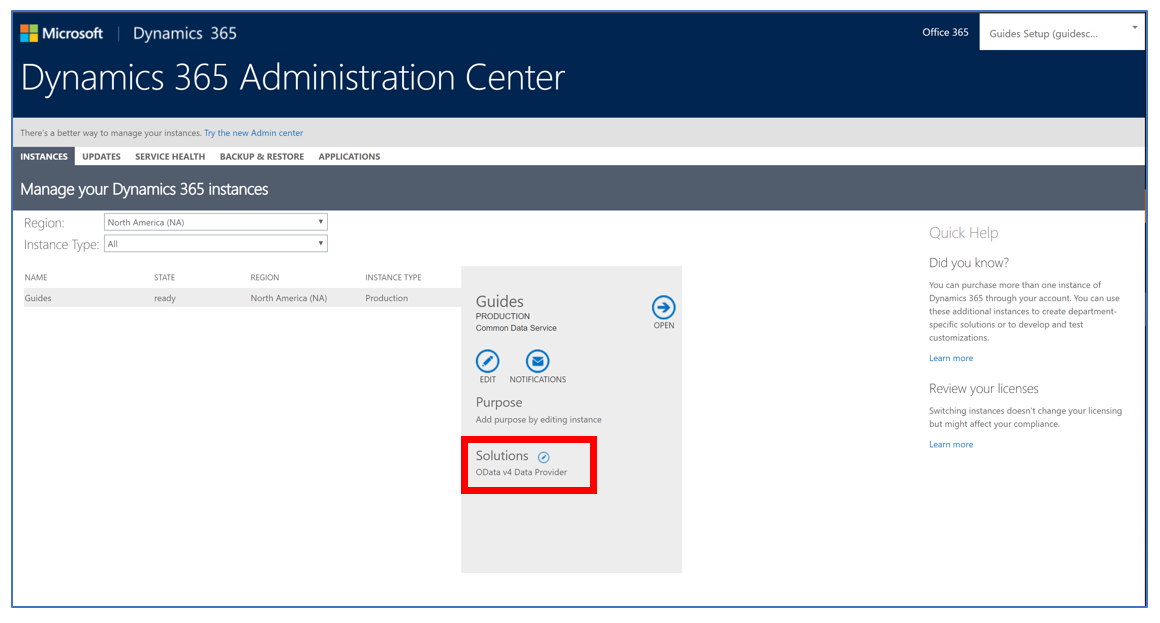 Microsoft | Dynamics 365
Office 365
Guides Setup (guidesc...
Dynamics 365 Administration Center
There's a better way to manage your instances. Try the new Admin center
INSTANCES UPDATES SERVICE HEALTH BACKUP & RESTORE APPLICATIONS
Manage your Dynamics 365 instances
Region: North America (NA)
Instance Type: All
NAME STATE REGION INSTANCE TYPE
Guides ready North America (NA) Production
Guides
PRODUCTION
Common Data Service
OPEN
EDIT NOTIFICATIONS
Purpose
Add purpose by editing instance
Solutions
OData v4 Data Provider
Quick Help
Did you know?
You can purchase more than one instance of
Dynamics 365 through your account. You can use
these additional instances to create department-
specific solutions or to develop and test
customizations.
Learn more
Review your licenses
Switching instances doesn't change your licensing
but might affect your compliance.
Learn more